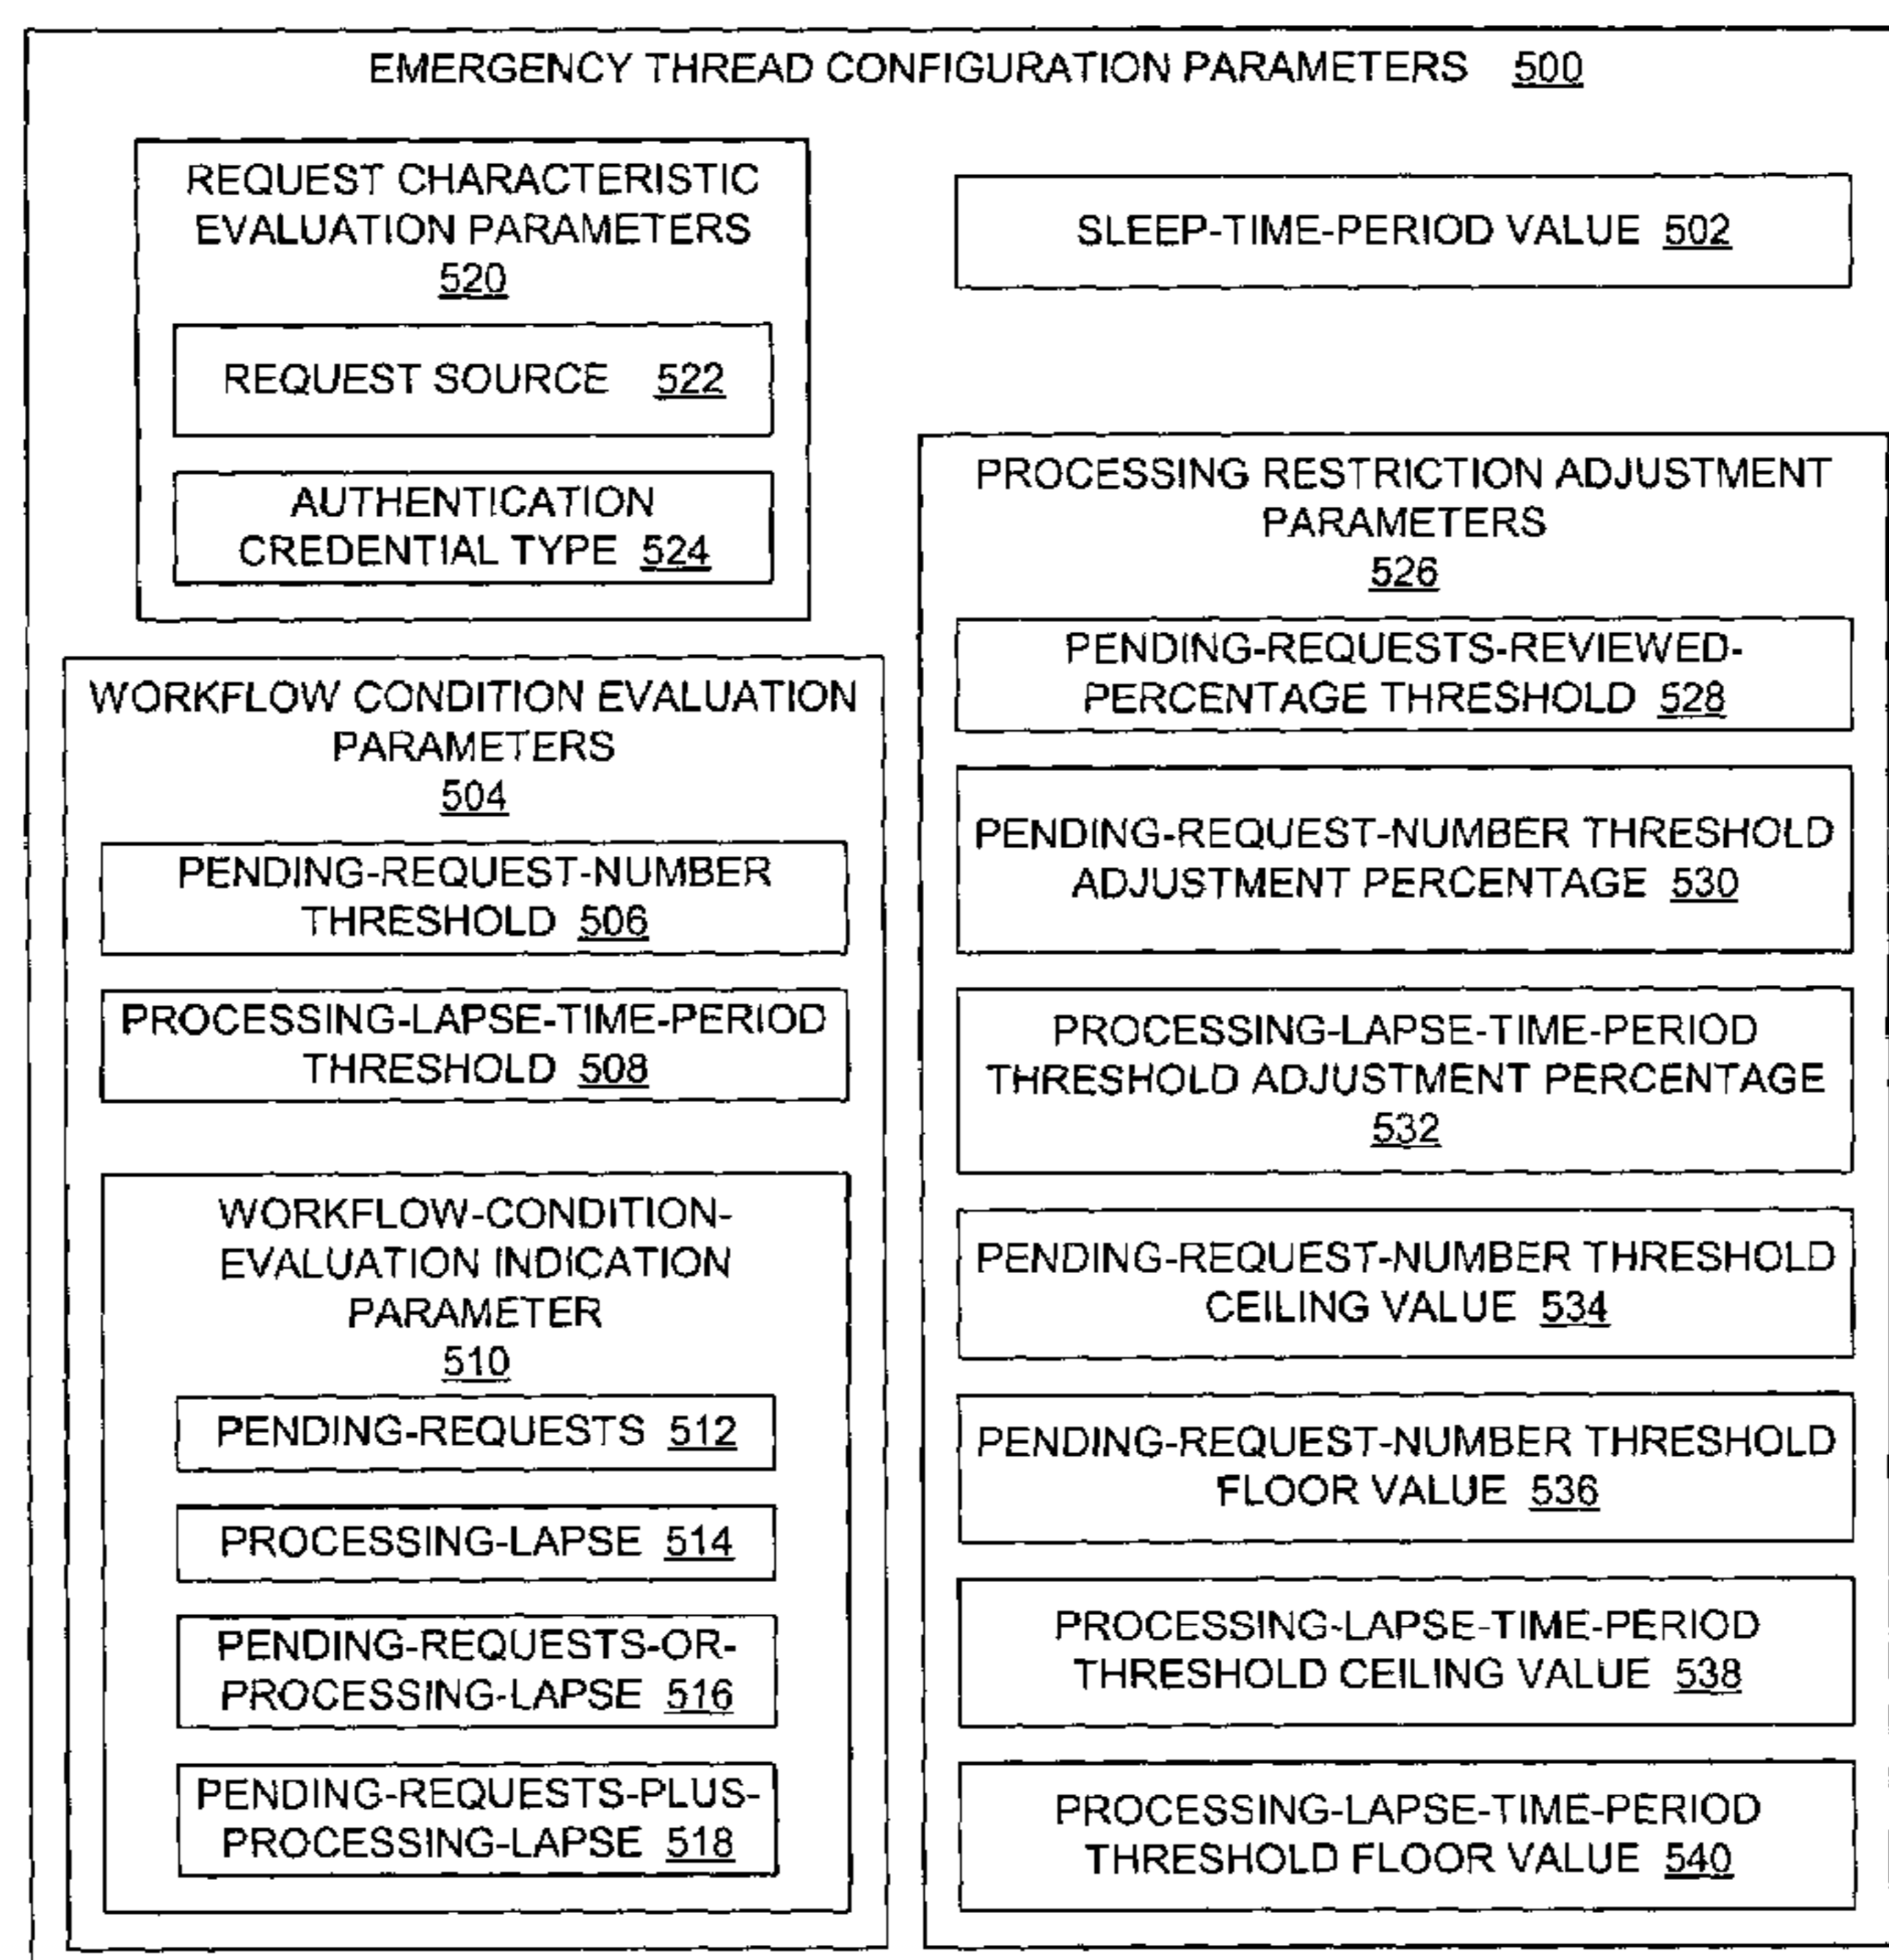 EMERGENCY THREAD CONFIGURATION PARAMETERS 500
REQUEST CHARACTERISTIC
EVALUATION PARAMETERS
520
REQUEST SOURCE 522
AUTHENTICATION
CREDENTIAL TYPE 524
SLEEP-TIME-PERIOD VALUE 502
WORKFLOW CONDITION EVALUATION
PARAMETERS
504
PENDING-REQUEST-NUMBER
THRESHOLD 506
PROCESSING-LAPSE-TIME-PERIOD
THRESHOLD 508
WORKFLOW-CONDITION-
EVALUATION INDICATION
PARAMETER
510
PENDING-REQUESTS 512
PROCESSING-LAPSE 514
PENDING-REQUESTS-OR-
PROCESSING-LAPSE 516
PENDING-REQUESTS-PLUS-
PROCESSING-LAPSE 518
PROCESSING RESTRICTION ADJUSTMENT
PARAMETERS
526
PENDING-REQUESTS-REVIEWED-
PERCENTAGE THRESHOLD 528
PENDING-REQUEST-NUMBER THRESHOLD
ADJUSTMENT PERCENTAGE 530
PROCESSING-LAPSE-TIME-PERIOD
THRESHOLD ADJUSTMENT PERCENTAGE
532
PENDING-REQUEST-NUMBER THRESHOLD
CEILING VALUE 534
PENDING-REQUEST-NUMBER THRESHOLD
FLOOR VALUE 536
PROCESSING-LAPSE-TIME-PERIOD
THRESHOLD CEILING VALUE 538
PROCESSING-LAPSE-TIME-PERIOD
THRESHOLD FLOOR VALUE 540